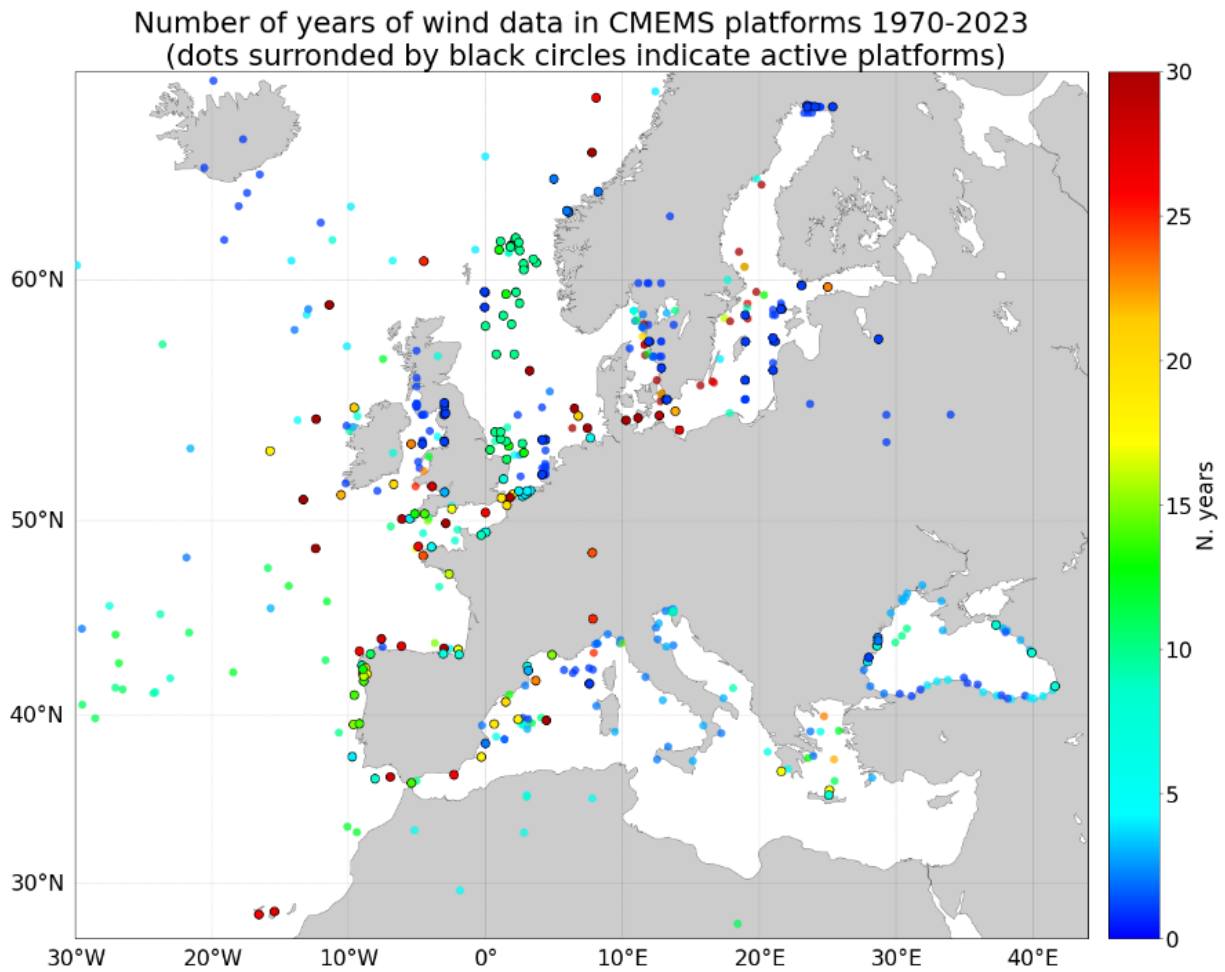 Number of years of wind data in CMEMS platforms 1970-2023
(dots surronded by black circles indicate active platforms)
30
25
20
15
10
5
0
N. years
60°N
50°N
40°N
30°N
30°W
20°W
10°W
0°
10°E
20°E
30°E
40°E